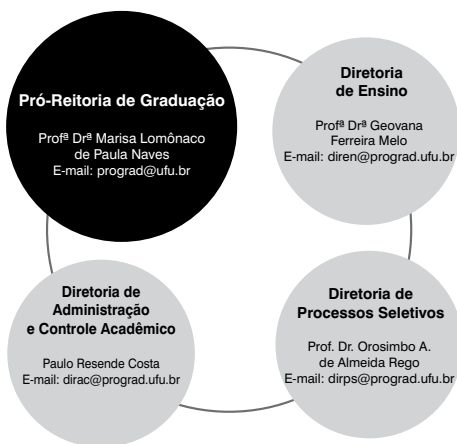 Pró-Reitoria de Graduação
Profª Drª Marisa Lomônaco
de Paula Naves
E-mail: prograd@ufu.br
Diretoria
de Ensino
Profª Drª Geovana
Ferreira Melo
E-mail: diren@prograd.ufu.br
Diretoria de
Administração
e Controle Acadêmico
Paulo Resende Costa
E-mail: dirac@prograd.ufu.br
Diretoria de
Processos Seletivos
Prof. Dr. Orosimbo A.
de Almeida Rego
E-mail: dirps@prograd.ufu.br